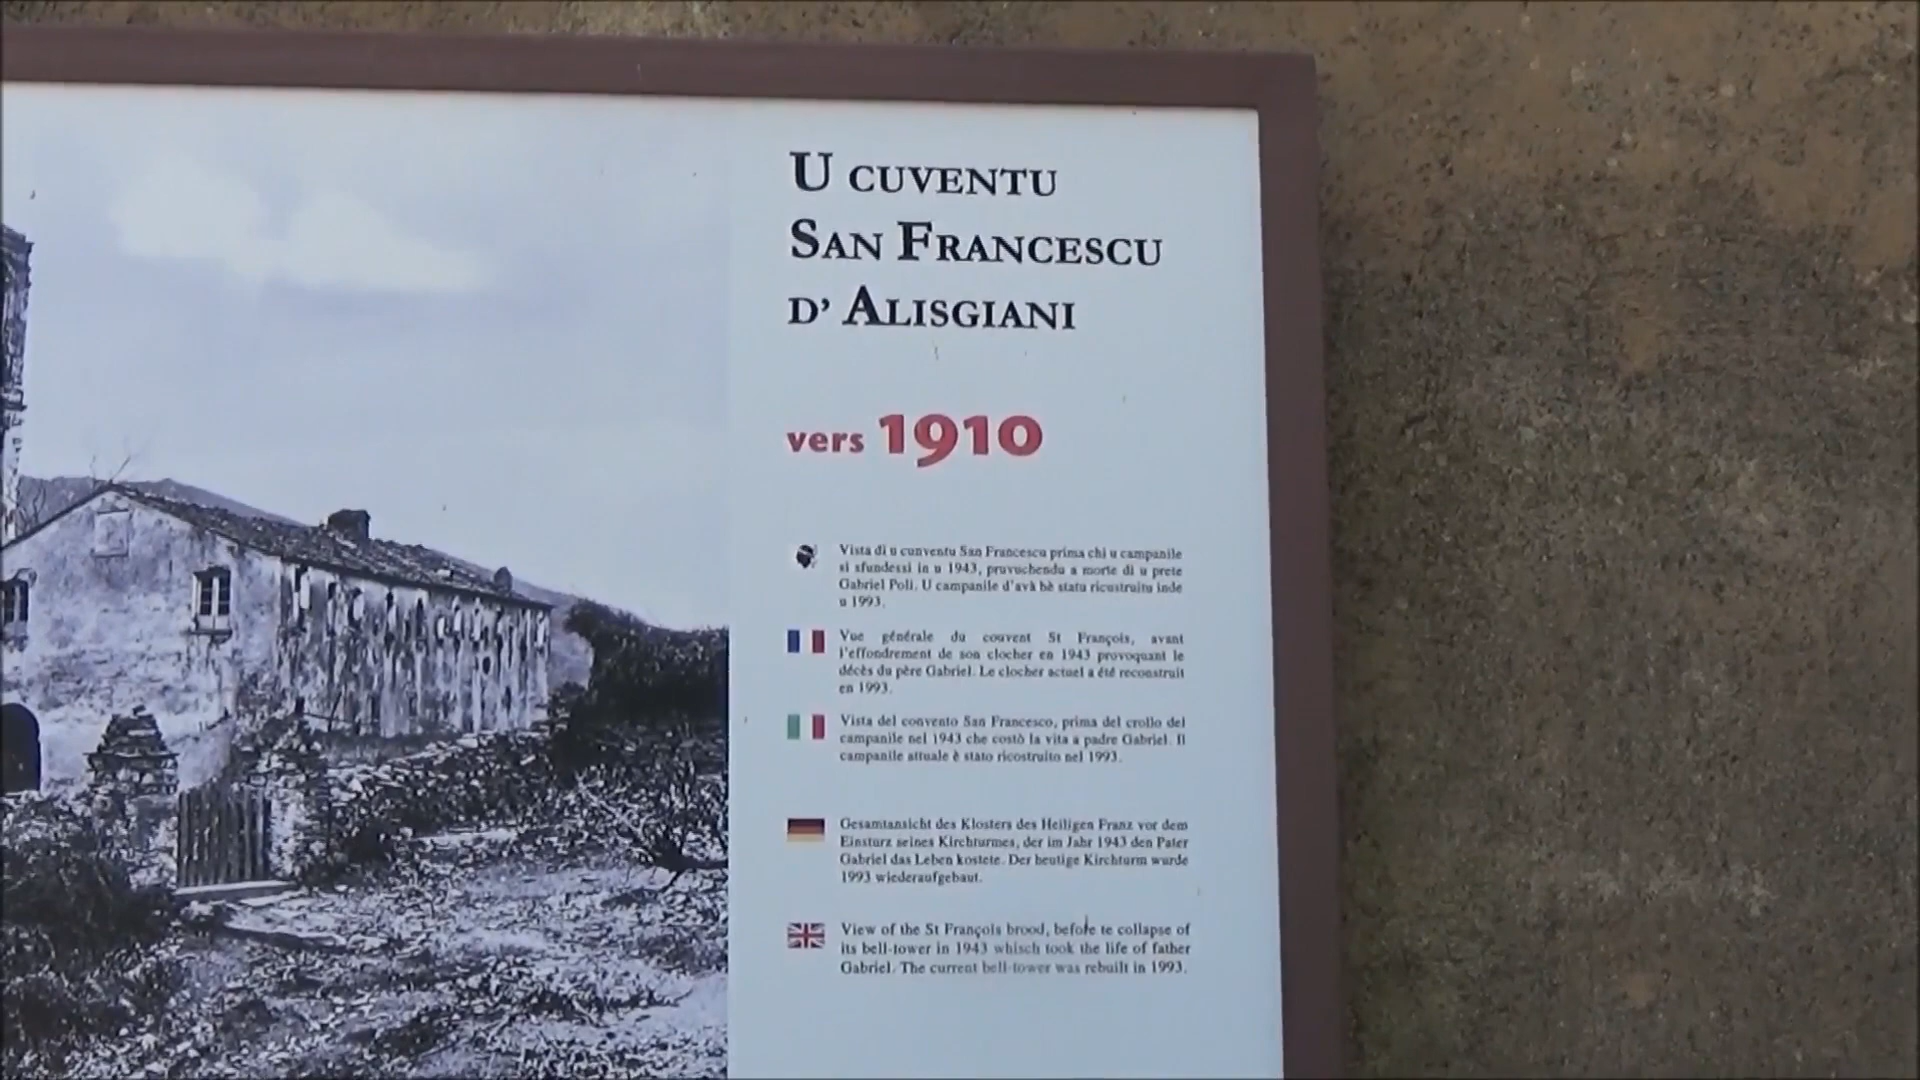 U CUVENTU
SAN FRANCESCU
D' ALISGIANI
vers 1910
Vista di u cunventu San Francescu prima chi u campanile
si sfundessi in u 1943, pruvuchendu a morte di u prete
Gabriel Poli. U campanile d'avà hè statu ricustruitu inde
u 1993.
Vue générale du couvent St François, avant
l'effondrement de son clocher en 1943 provoquant le
décès du père Gabriel. Le clocher actuel a été reconstruit
en 1993.
Vista del convento San Francesco, prima del crollo del
campanile nel 1943 che costò la vita a padre Gabriel. Il
campanile attuale è stato ricostruito nel 1993.
Gesamtansicht des Klosters des Heiligen Franz vor dem
Einsturz seines Kirchturmes, der im Jahr 1943 den Pater
Gabriel das Leben kostete. Der heutige Kirchturm wurde
1993 wiederaufgebaut.
View of the St François brood, before te collapse of
its bell-tower in 1943 whisch took the life of father
Gabriel. The current bell-tower was rebuilt in 1993.